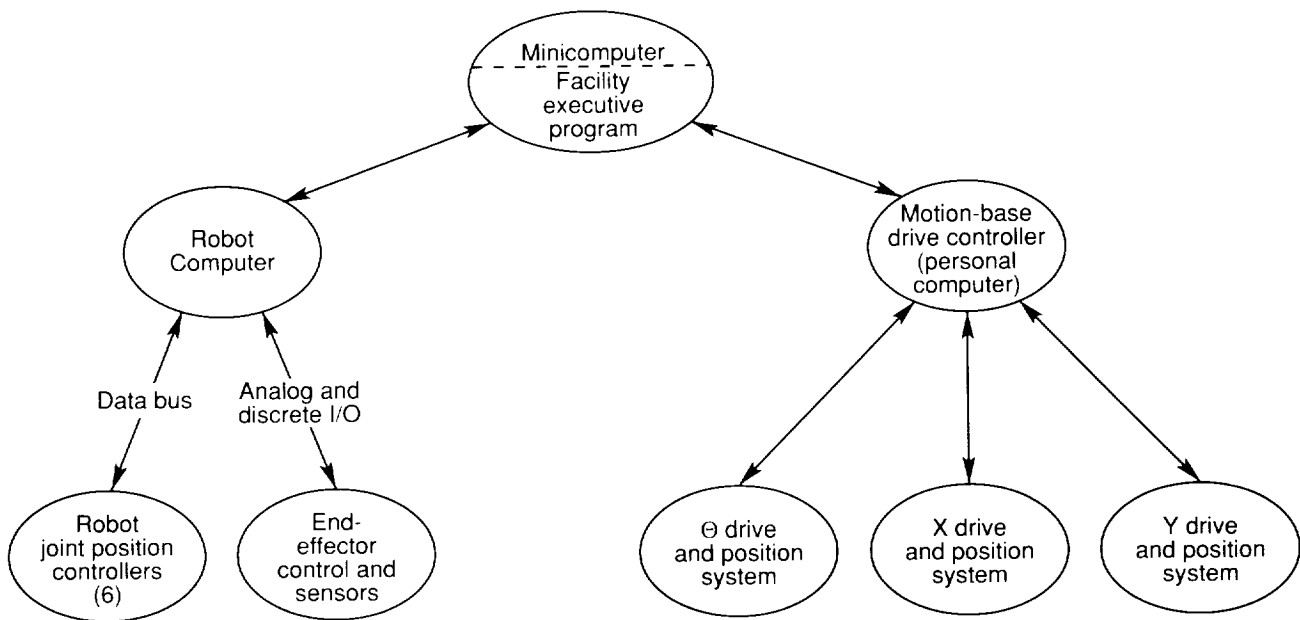 Minicomputer
Facility
executive
program
Robot
Computer
Motion-base
drive controller
(personal
computer)
Data bus
Analog and
discrete I/O
Robot
joint position
controllers
(6)
End-
effector
control and
sensors
Θ drive
and position
system
X drive
and position
system
Y drive
and position
system